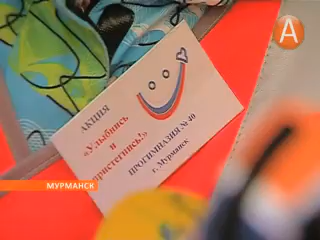 А
АКЦИЯ
«Улыбнись
и
пристегнись!»
ПРОГИМНАЗИЯ № 40
г. Мурманск
МУРМАНСК